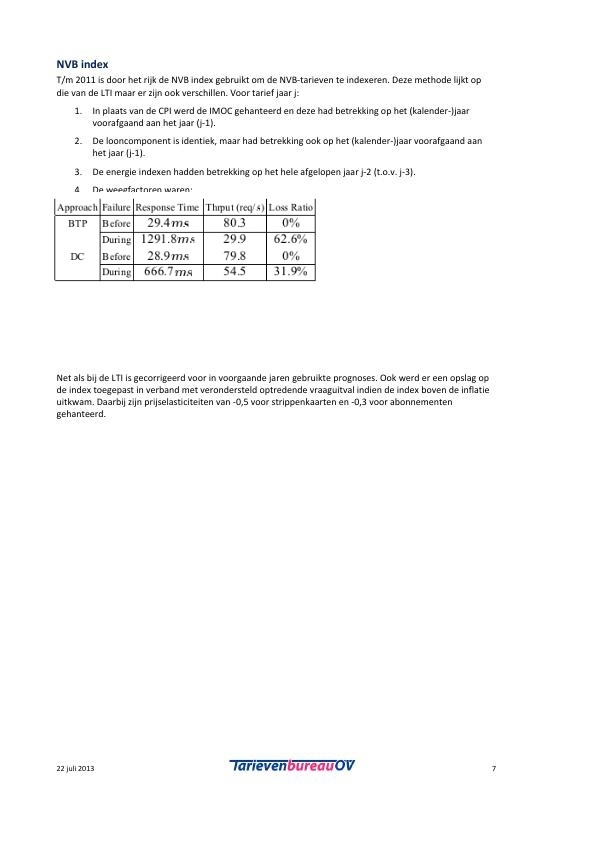 NVB index
T/m 2011 is door het rijk de NVB index gebruikt om de NVB-tarieven te indexeren. Deze methode lijkt op
die van de LTI maar er zijn ook verschillen. Voor tarief jaar j:
1. In plaats van de CPI werd de IMOC gehanteerd en deze had betrekking op het (kalender-)jaar
voorafgaand aan het jaar (j-1).
2. De looncomponent is identiek, maar had betrekking ook op het (kalender-)jaar voorafgaand aan
het jaar (j-1).
3. De energie indexen hadden betrekking op het hele afgelopen jaar j-2 (t.o.v. j-3).
4. De weegfactoren waren:
Approach Failure Response Time Thrput (req/s) Loss Ratio
BTP Before 29.4ms 80.3 0%
During 1291.8ms 29.9 62.6%
DC Before 28.9ms 79.8 0%
During 666.7ms 54.5 31.9%
Net als bij de LTI is gecorrigeerd voor in voorgaande jaren gebruikte prognoses. Ook werd er een opslag op
de index toegepast in verband met verondersteld optredende vraaguitval indien de index boven de inflatie
uitkwam. Daarbij zijn prijselasticiteiten van -0,5 voor strippenkaarten en -0,3 voor abonnementen
gehanteerd.
22 juli 2013 TarievenbureauOV 7